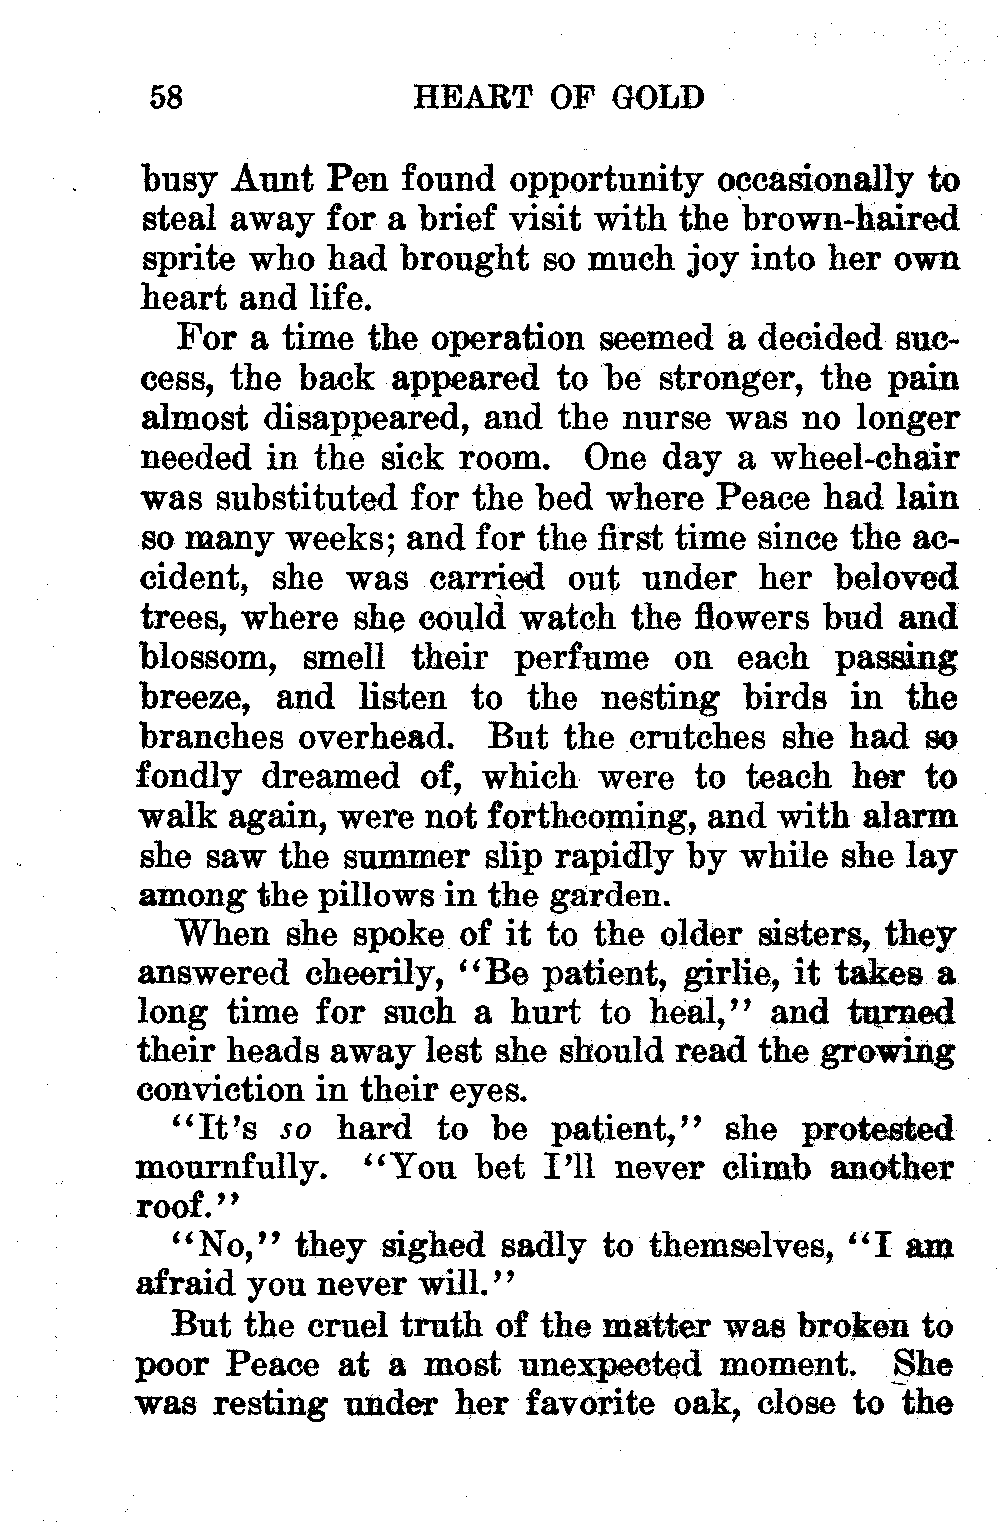 58 HEART OF GOLD
busy Aunt Pen found opportunity occasionally to
steal away for a brief visit with the brown-haired
sprite who had brought so much joy into her own
heart and life.
For a time the operation seemed a decided suc-
cess, the back appeared to be stronger, the pain
almost disappeared, and the nurse was no longer
needed in the sick room. One day a wheel-chair
was substituted for the bed where Peace had lain
so many weeks; and for the first time since the ac-
cident, she was carried out under her beloved
trees, where she could watch the flowers bud and
blossom, smell their perfume on each passing
breeze, and listen to the nesting birds in the
branches overhead. But the crutches she had so
fondly dreamed of, which were to teach her to
walk again, were not forthcoming, and with alarm
she saw the summer slip rapidly by while she lay
among the pillows in the garden.
When she spoke of it to the older sisters, they
answered cheerily, "Be patient, girlie, it takes a
long time for such a hurt to heal," and turned
their heads away lest she should read the growing
conviction in their eyes.
"It's so hard to be patient," she protested
mournfully. "You bet I'll never climb another
roof."
"No," they sighed sadly to themselves, "I am
afraid you never will."
But the cruel truth of the matter was broken to
poor Peace at a most unexpected moment. She
was resting under her favorite oak, close to the